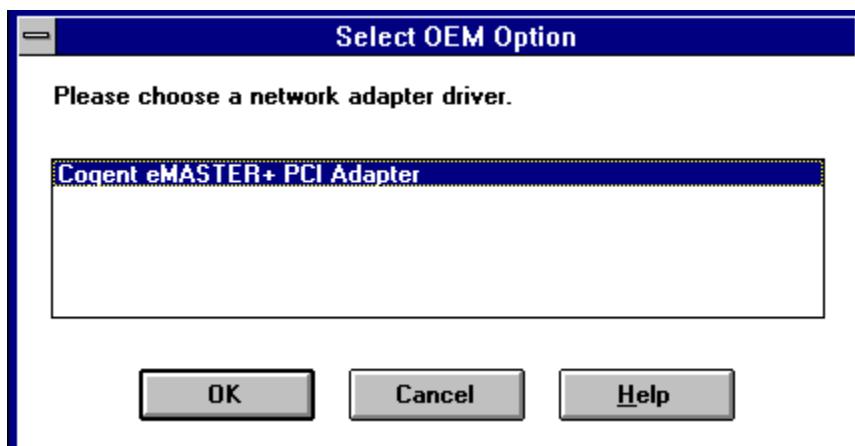 Select OEM Option
Please choose a network adapter driver.
Cogent eMASTER+ PCI Adapter
OK Cancel Help